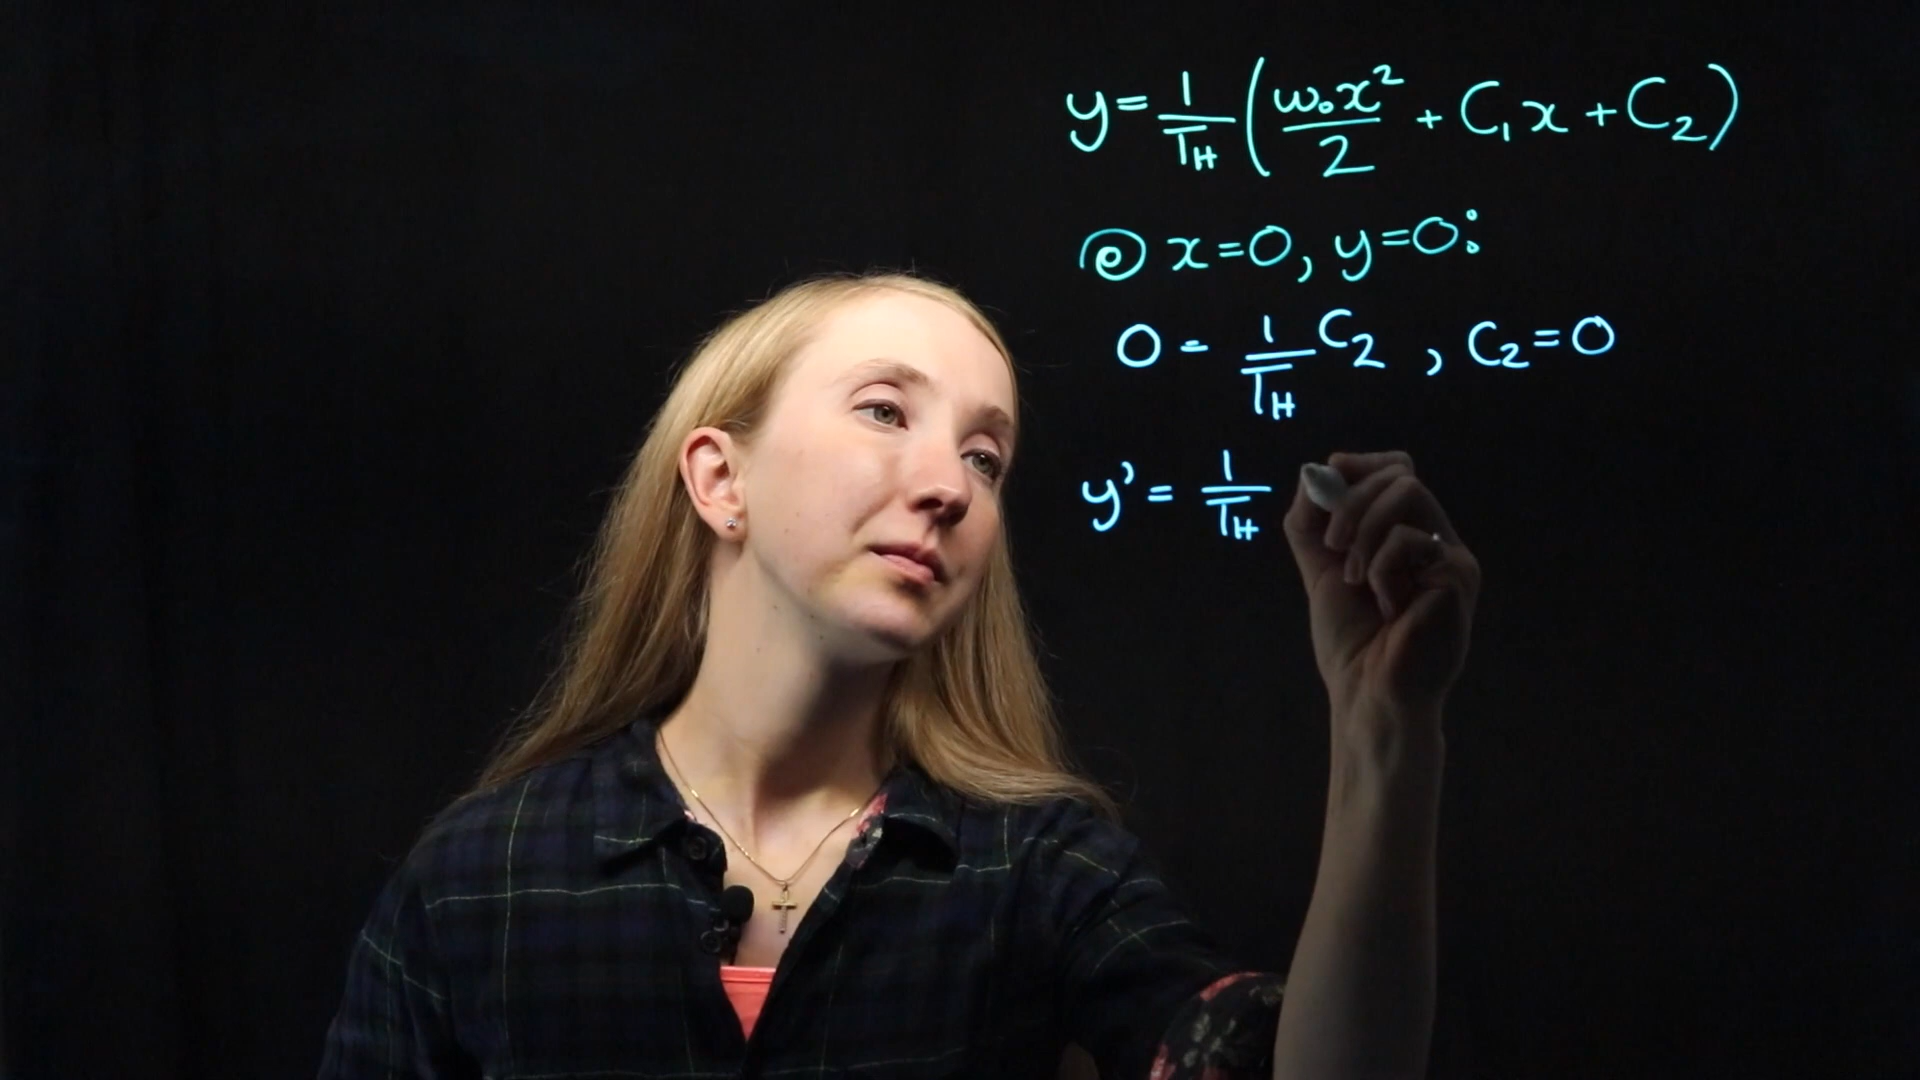 y = 1/T_H (w₀x²/2 + C₁x + C₂)
@ x=0, y=0:
0 = 1/T_H C₂ , C₂=0
y' = 1/T_H